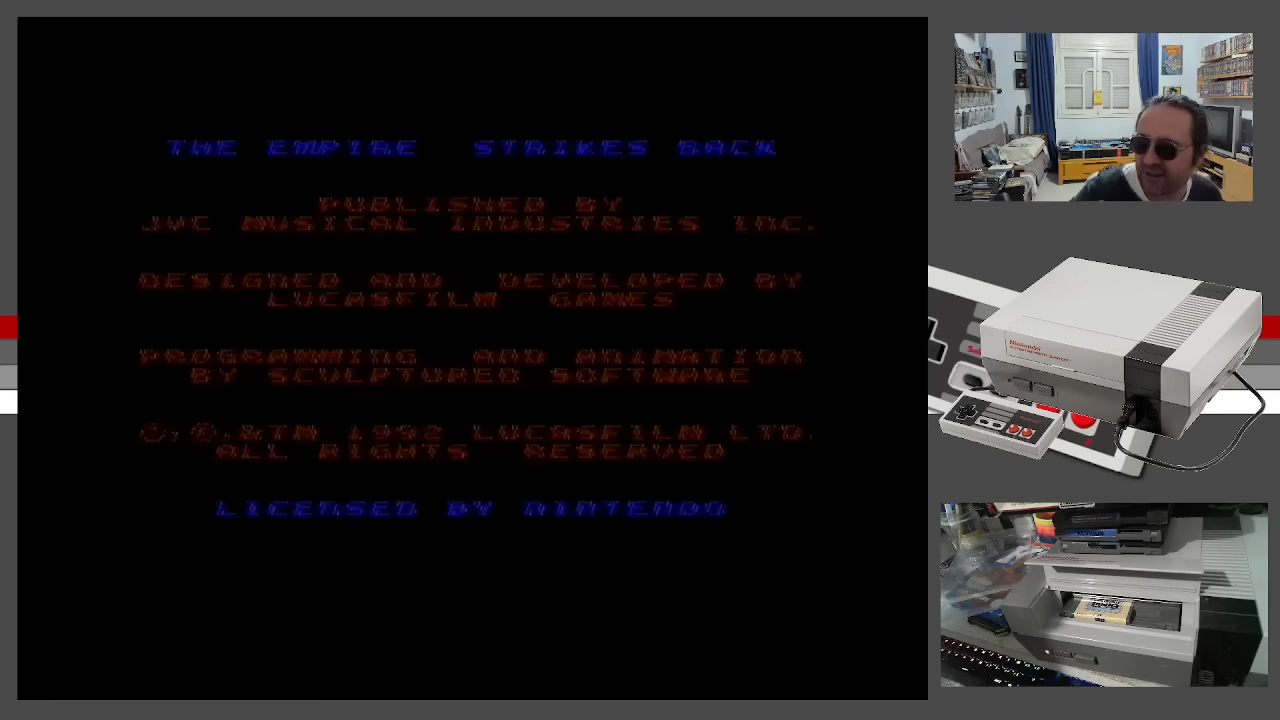 THE EMPIRE STRIKES BACK
PUBLISHED BY
JVC MUSICAL INDUSTRIES INC.
DESIGNED AND DEVELOPED BY
LUCASFILM GAMES
PROGRAMMING AND ANIMATION
BY SCULPTURED SOFTWARE
©,®,&TM 1992 LUCASFILM LTD.
ALL RIGHTS RESERVED
LICENSED BY NINTENDO
Nintendo